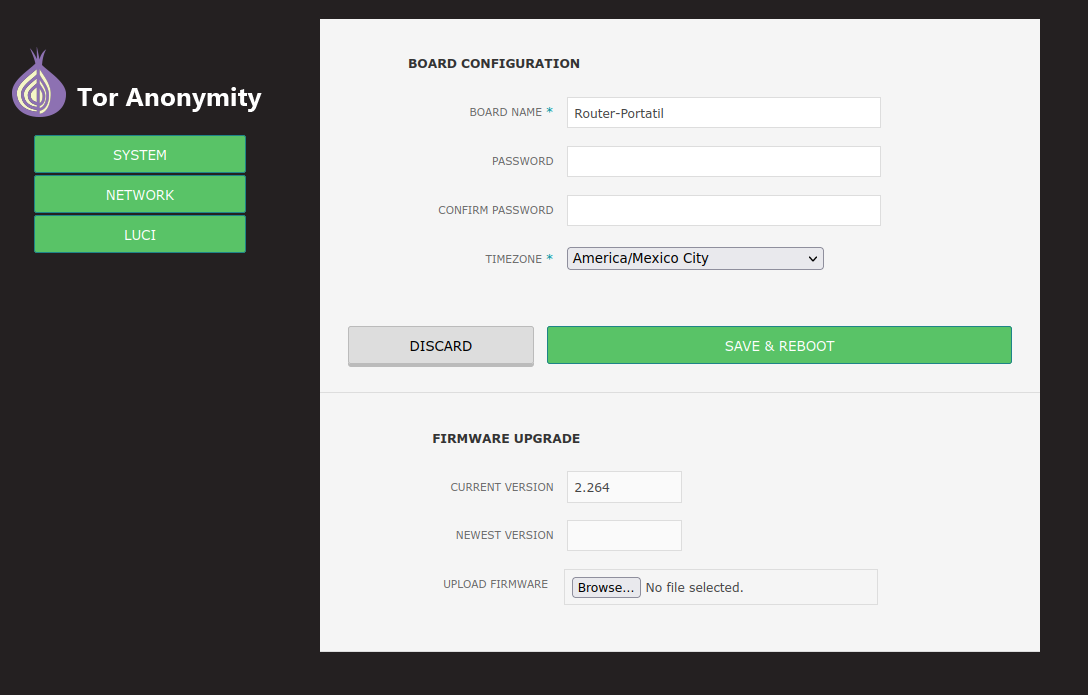 Tor Anonymity
SYSTEM
NETWORK
LUCI
BOARD CONFIGURATION
BOARD NAME * Router-Portatil
PASSWORD
CONFIRM PASSWORD
TIMEZONE * America/Mexico City
DISCARD SAVE & REBOOT
FIRMWARE UPGRADE
CURRENT VERSION 2.264
NEWEST VERSION
UPLOAD FIRMWARE Browse... No file selected.